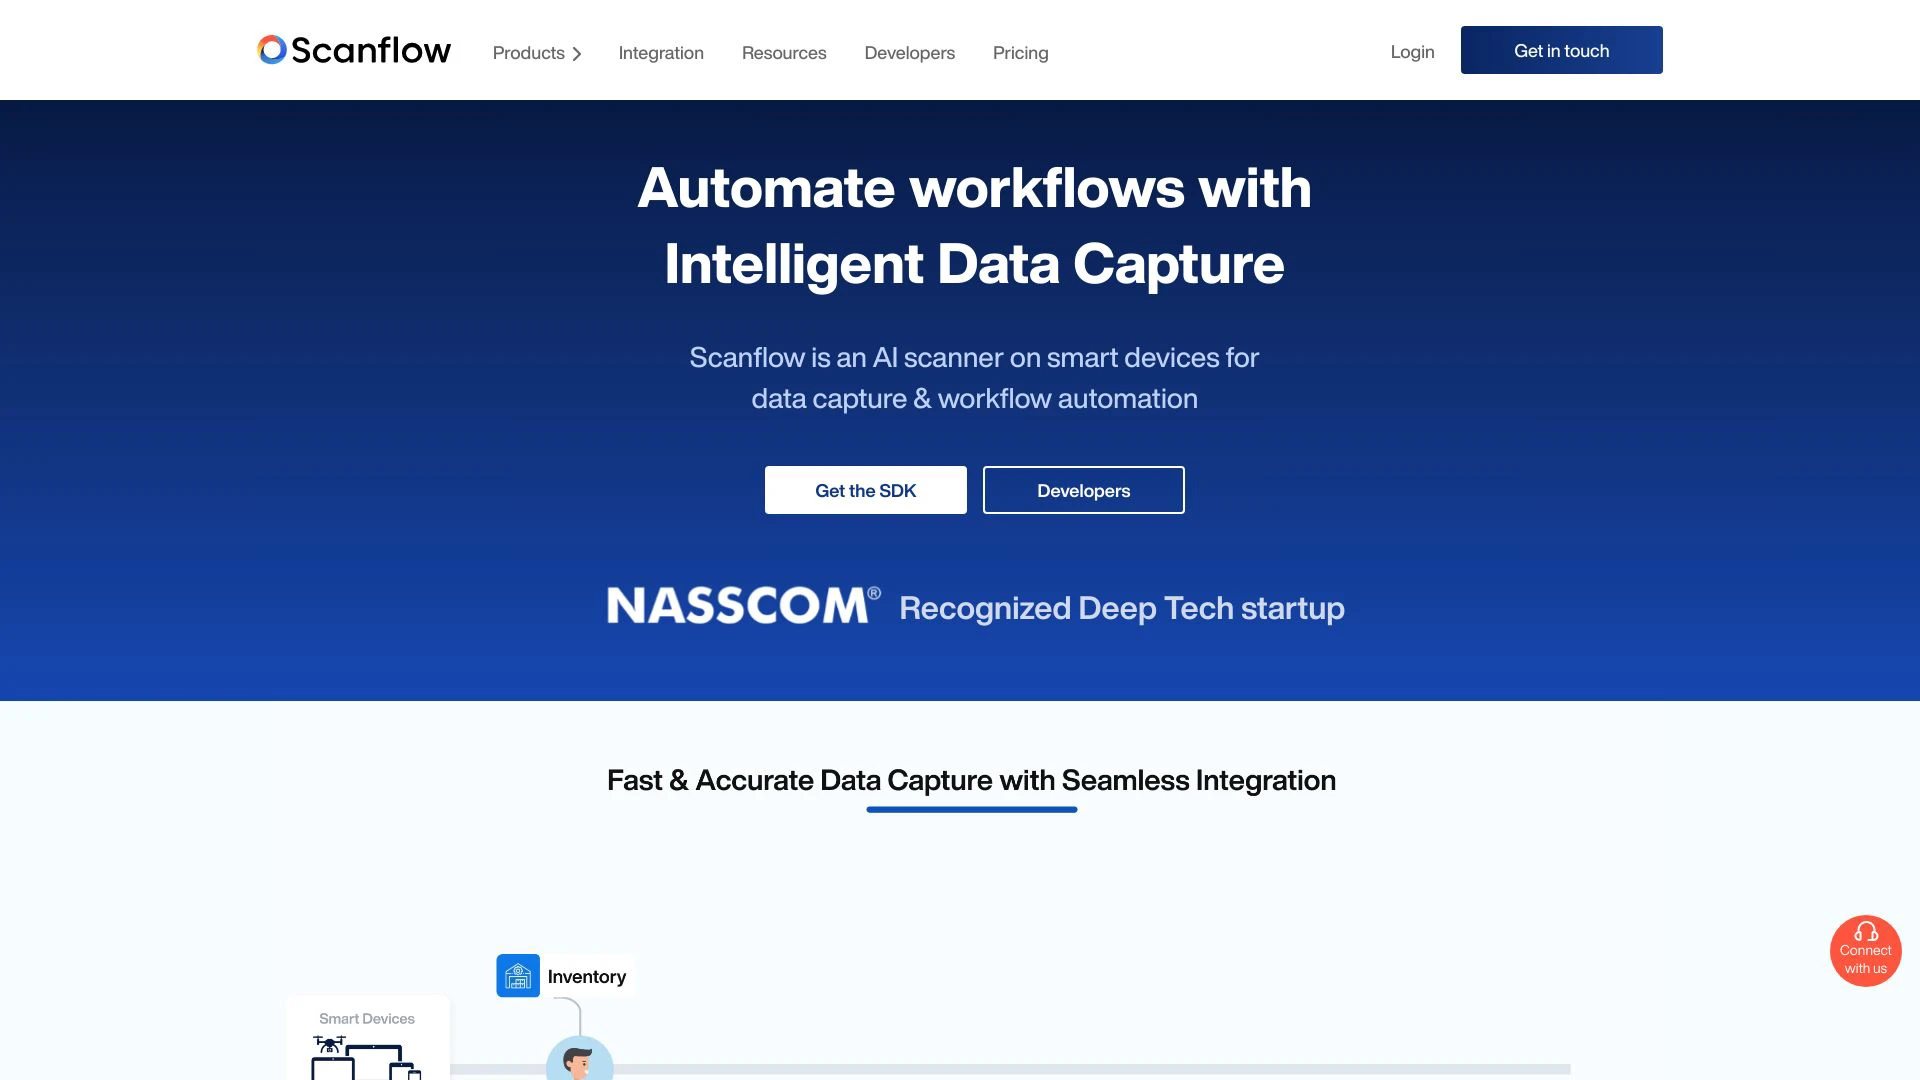 Scanflow
Products
Integration
Resources
Developers
Pricing
Login
Get in touch
Automate workflows with
Intelligent Data Capture
Scanflow is an AI scanner on smart devices for
data capture & workflow automation
Get the SDK
Developers
NASSCOM® Recognized Deep Tech startup
Fast & Accurate Data Capture with Seamless Integration
Connect
with us
Inventory
Smart Devices